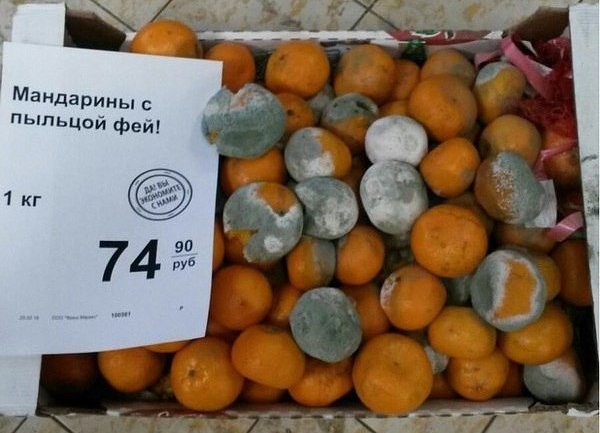 Мандарины с
пыльцой фей!
1 кг
ДА! ВЫ
ЭКОНОМИТЕ
С НАМИ
74 90
руб